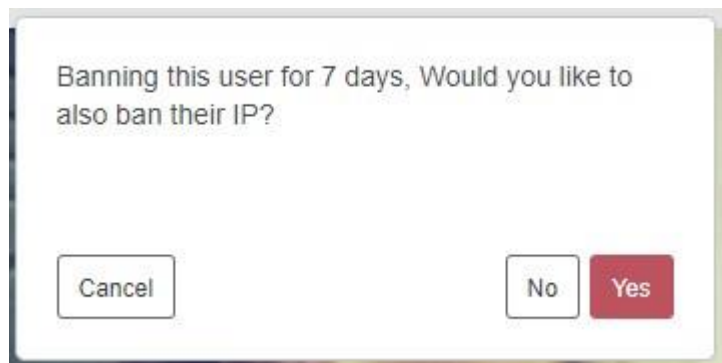 Banning this user for 7 days, Would you like to
also ban their IP?
Cancel
No
Yes